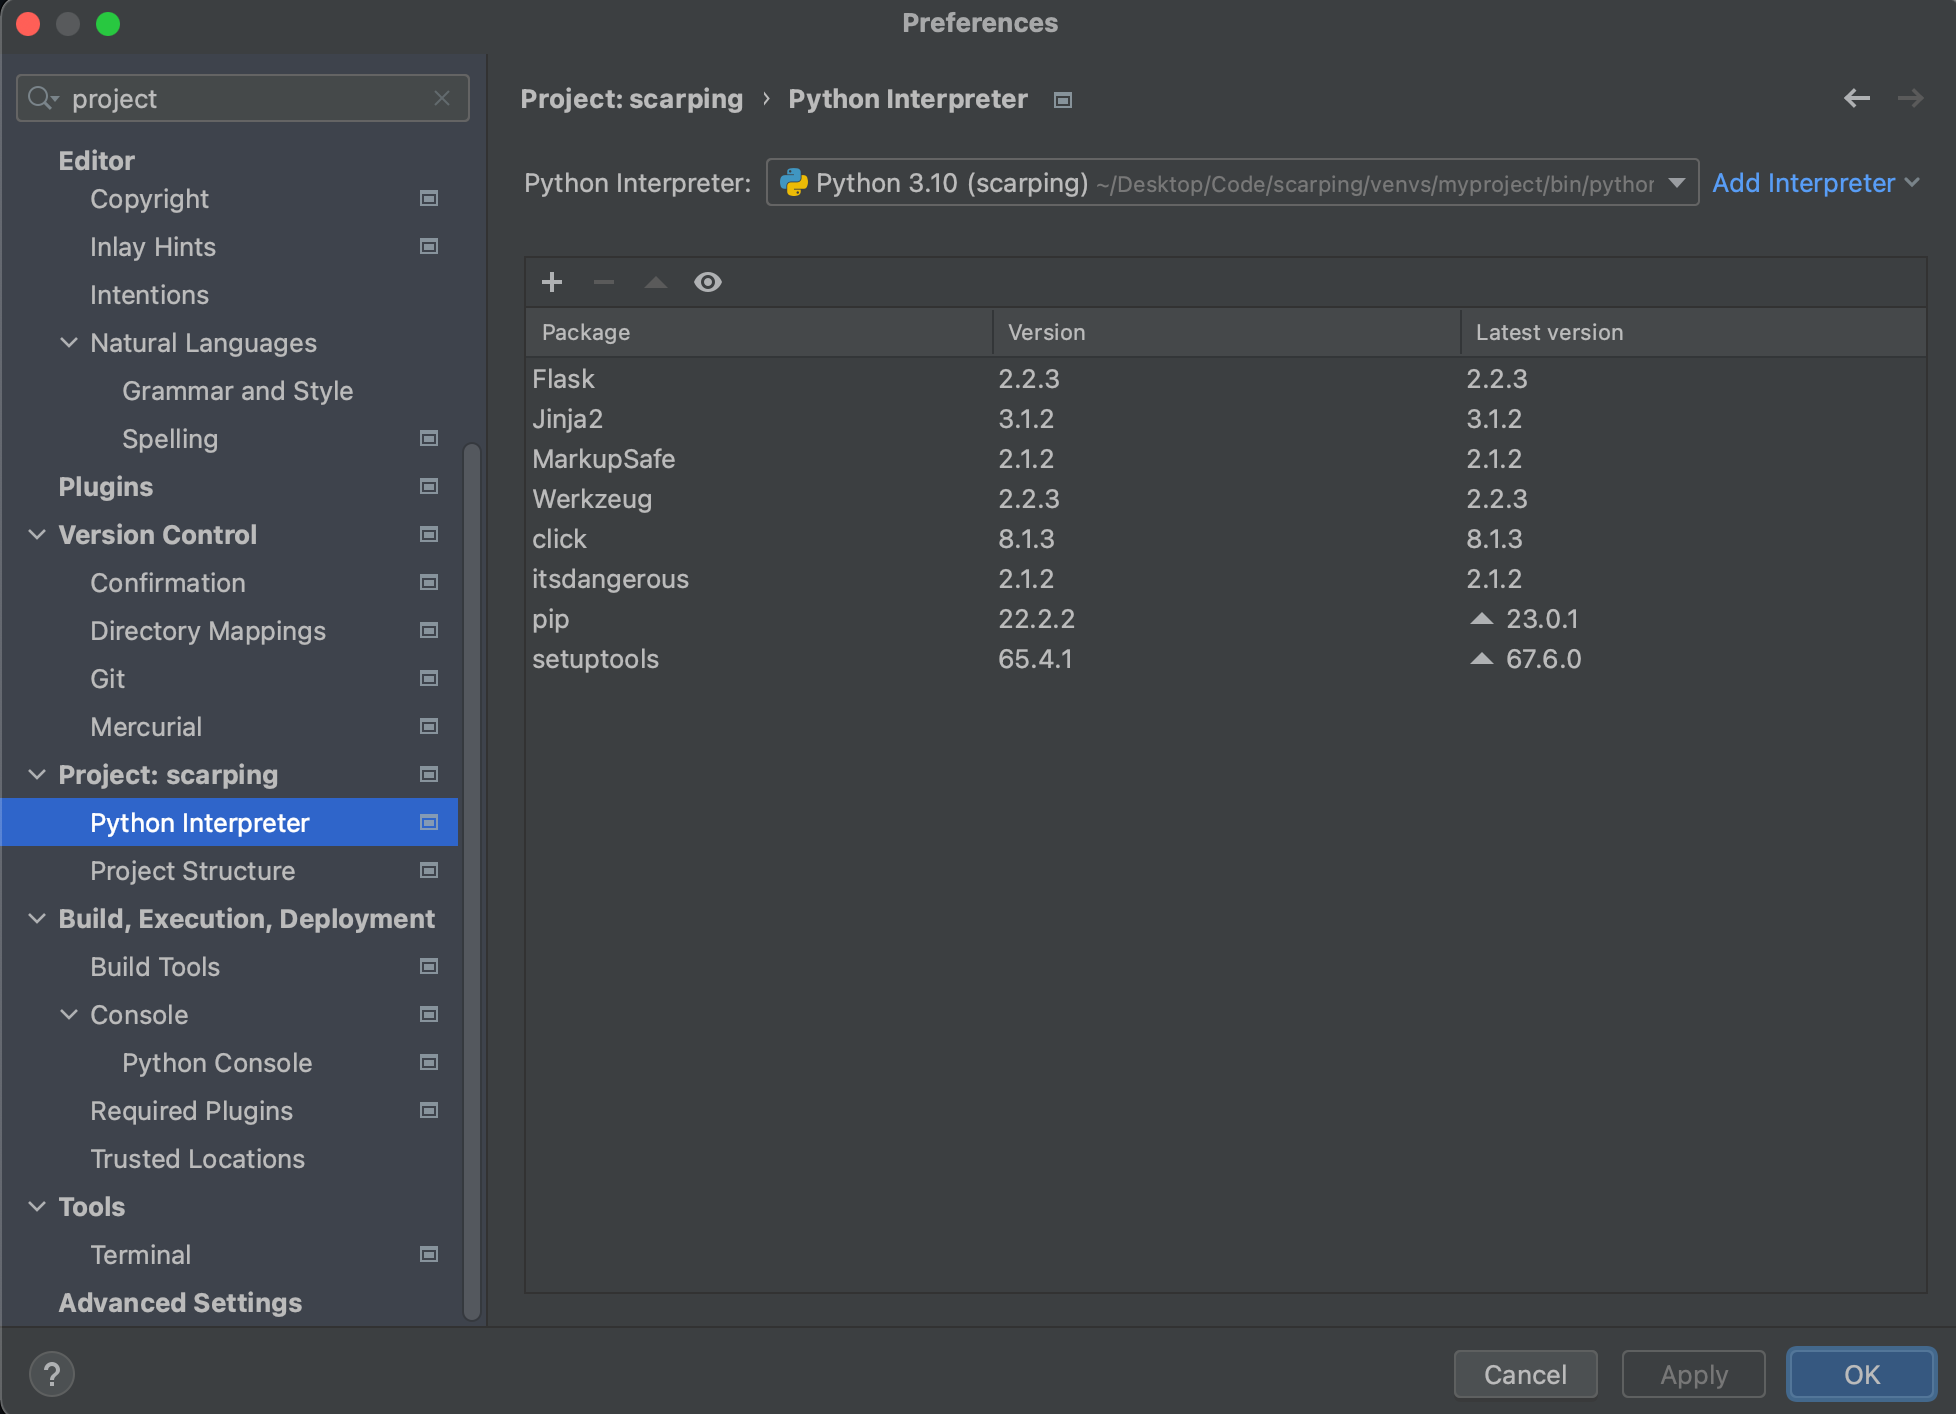 Preferences
project
Editor
Copyright
Inlay Hints
Intentions
Natural Languages
Grammar and Style
Spelling
Plugins
Version Control
Confirmation
Directory Mappings
Git
Mercurial
Project: scarping
Python Interpreter
Project Structure
Build, Execution, Deployment
Build Tools
Console
Python Console
Required Plugins
Trusted Locations
Tools
Terminal
Advanced Settings
Project: scarping › Python Interpreter
Python Interpreter: Python 3.10 (scarping) ~/Desktop/Code/scarping/venvs/myproject/bin/python Add Interpreter
Package Version Latest version
Flask 2.2.3 2.2.3
Jinja2 3.1.2 3.1.2
MarkupSafe 2.1.2 2.1.2
Werkzeug 2.2.3 2.2.3
click 8.1.3 8.1.3
itsdangerous 2.1.2 2.1.2
pip 22.2.2 23.0.1
setuptools 65.4.1 67.6.0
? Cancel Apply OK